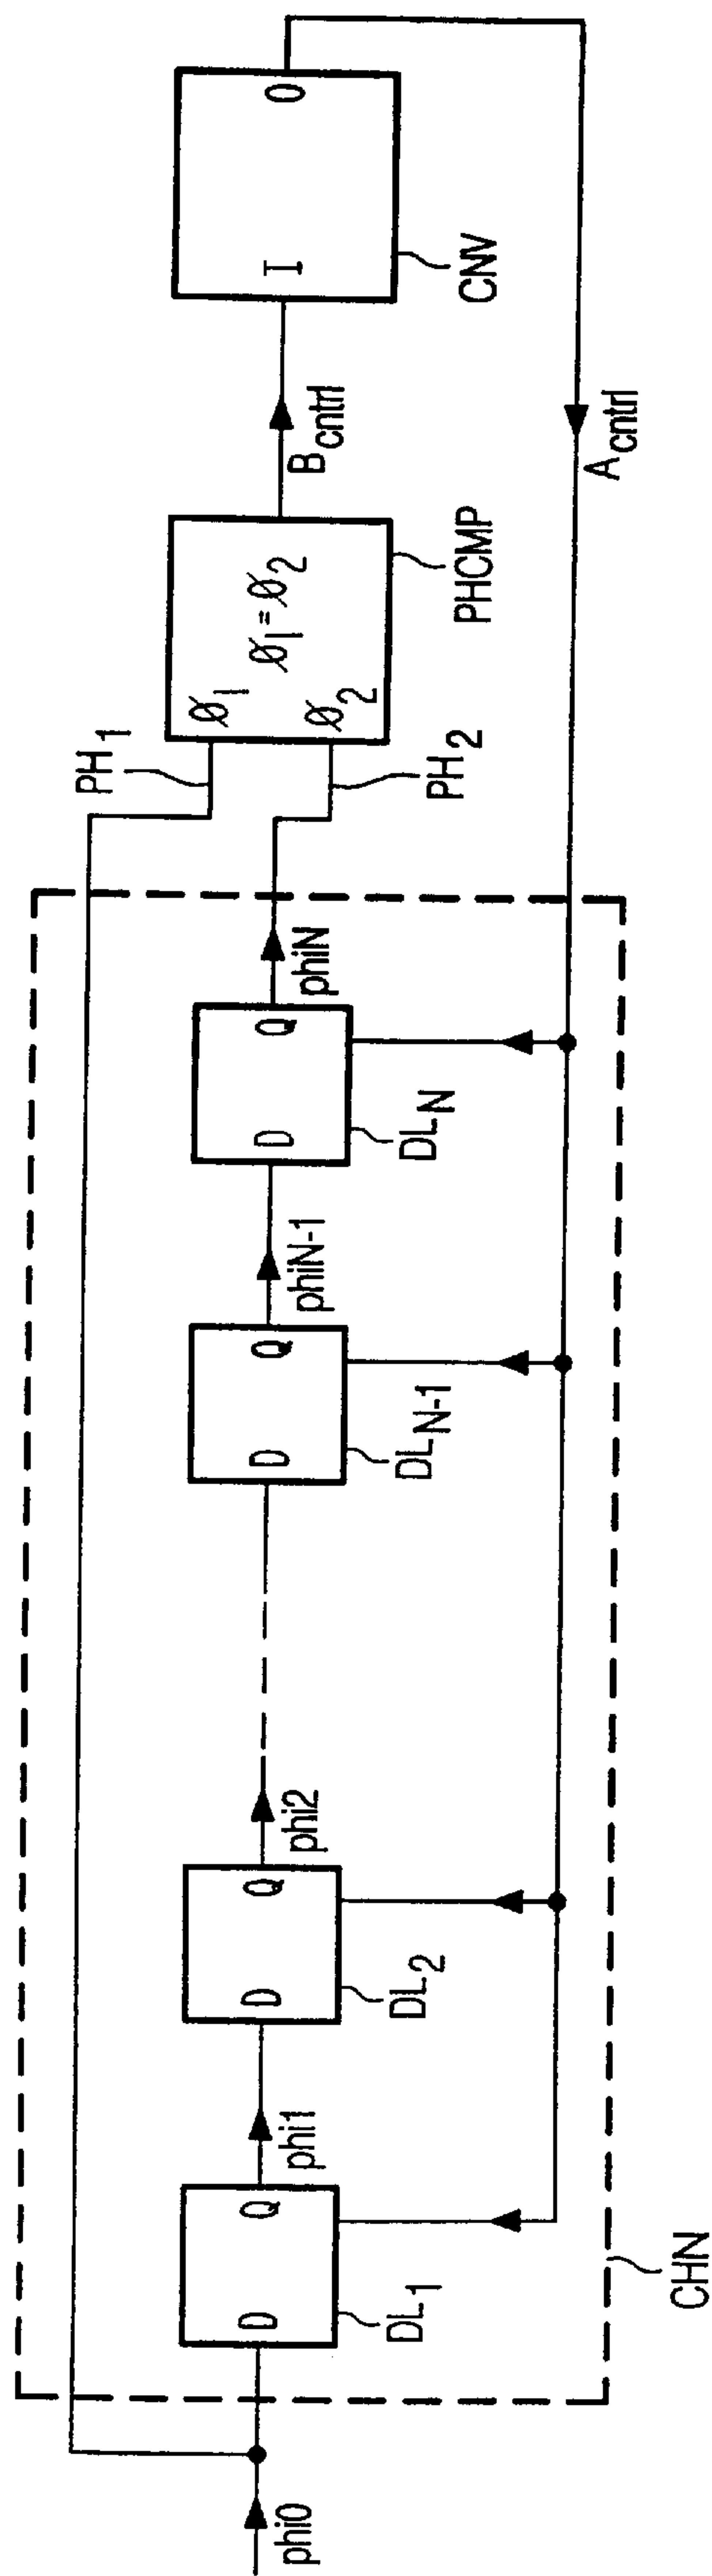 phi0
D
Q
DL1
phi1
D
Q
DL2
phi2
D
Q
DLN-1
phiN-1
D
Q
DLN
phiN
CHN
PH1
PH2
Ø1
Ø2
Ø1=Ø2
PHCMP
Bcntrl
I
O
CNV
Acntrl